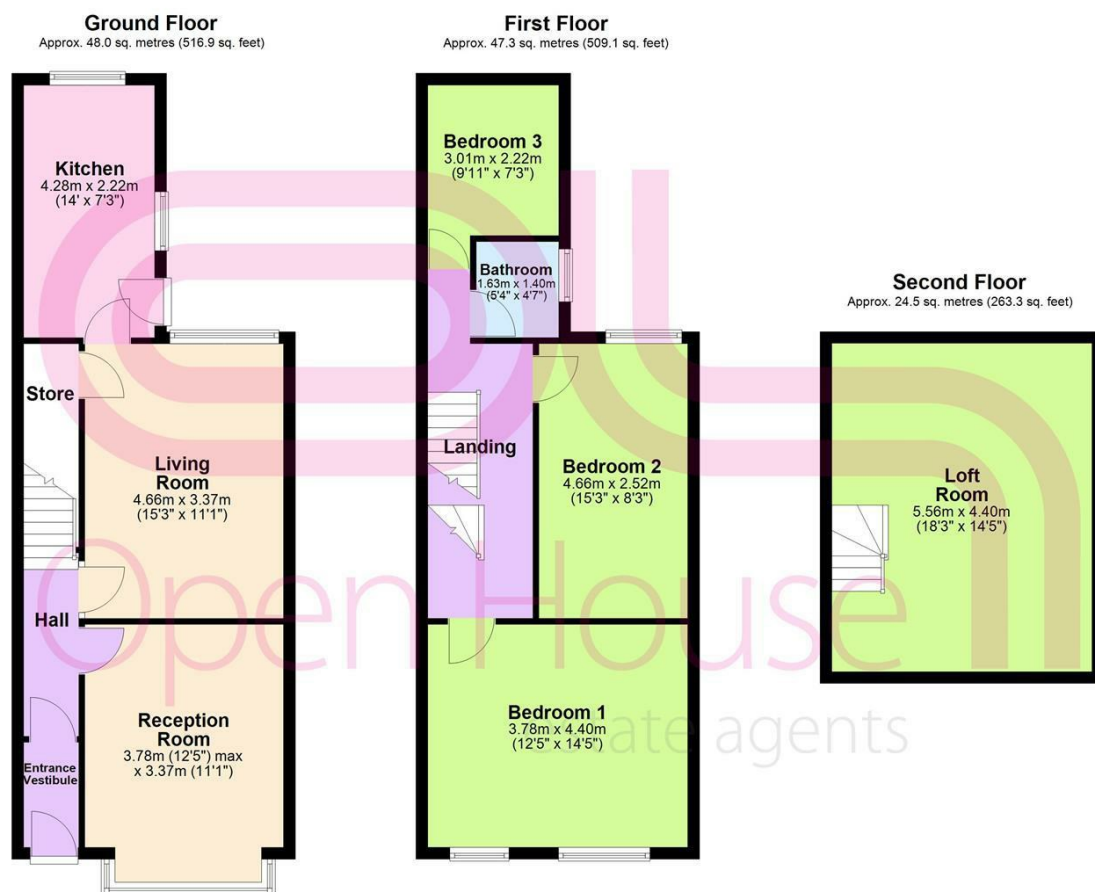 Ground Floor
Approx. 48.0 sq. metres (516.9 sq. feet)
Kitchen
4.28m x 2.22m
(14' x 7'3")
Store
Living
Room
4.66m x 3.37m
(15'3" x 11'1")
Hall
Reception
Room
3.78m (12'5") max
x 3.37m (11'1")
Entrance
Vestibule
First Floor
Approx. 47.3 sq. metres (509.1 sq. feet)
Bedroom 3
3.01m x 2.22m
(9'11" x 7'3")
Bathroom
1.63m x 1.40m
(5'4" x 4'7")
Landing
Bedroom 2
4.66m x 2.52m
(15'3" x 8'3")
Bedroom 1
3.78m x 4.40m
(12'5" x 14'5")
Second Floor
Approx. 24.5 sq. metres (263.3 sq. feet)
Loft
Room
5.56m x 4.40m
(18'3" x 14'5")
Open House
estate agents